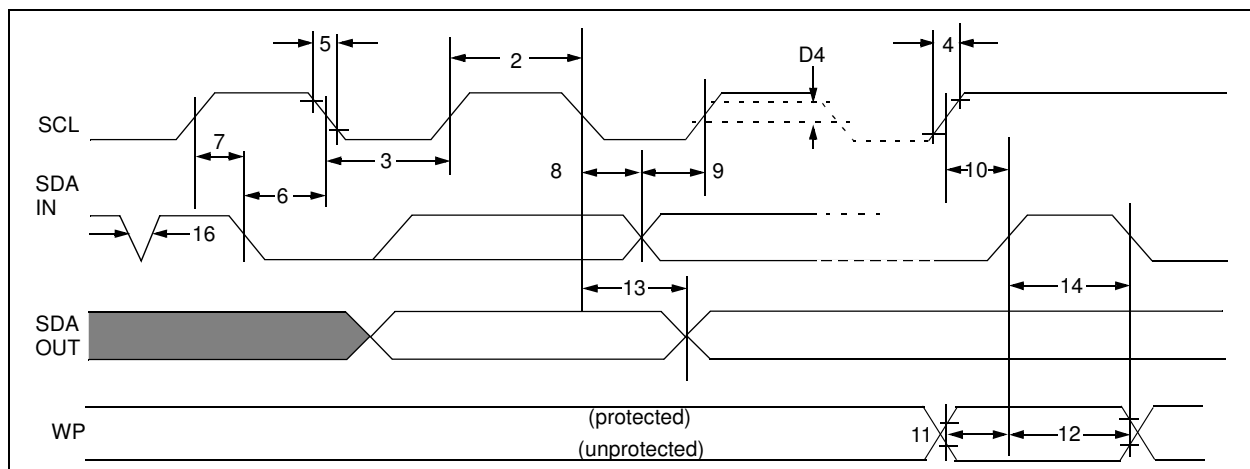 5
2
D4
4
SCL
7
3
8
9
10
SDA
IN
6
16
13
14
SDA
OUT
WP
(protected)
(unprotected)
11
12